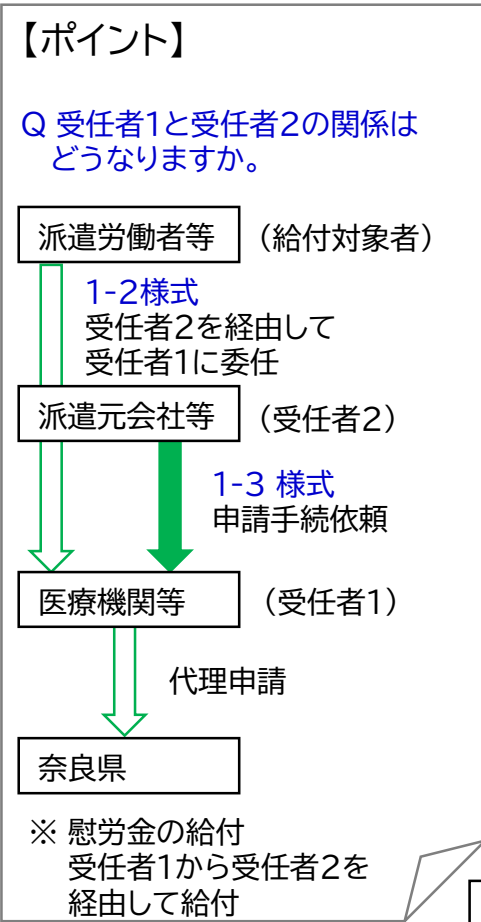 【ポイント】
Q 受任者1と受任者2の関係は
どうなりますか。
派遣労働者等 (給付対象者)
1-2様式
受任者2を経由して
受任者1に委任
派遣元会社等 (受任者2)
1-3 様式
申請手続依頼
医療機関等 (受任者1)
代理申請
奈良県
※ 慰労金の給付
受任者1から受任者2を
経由して給付